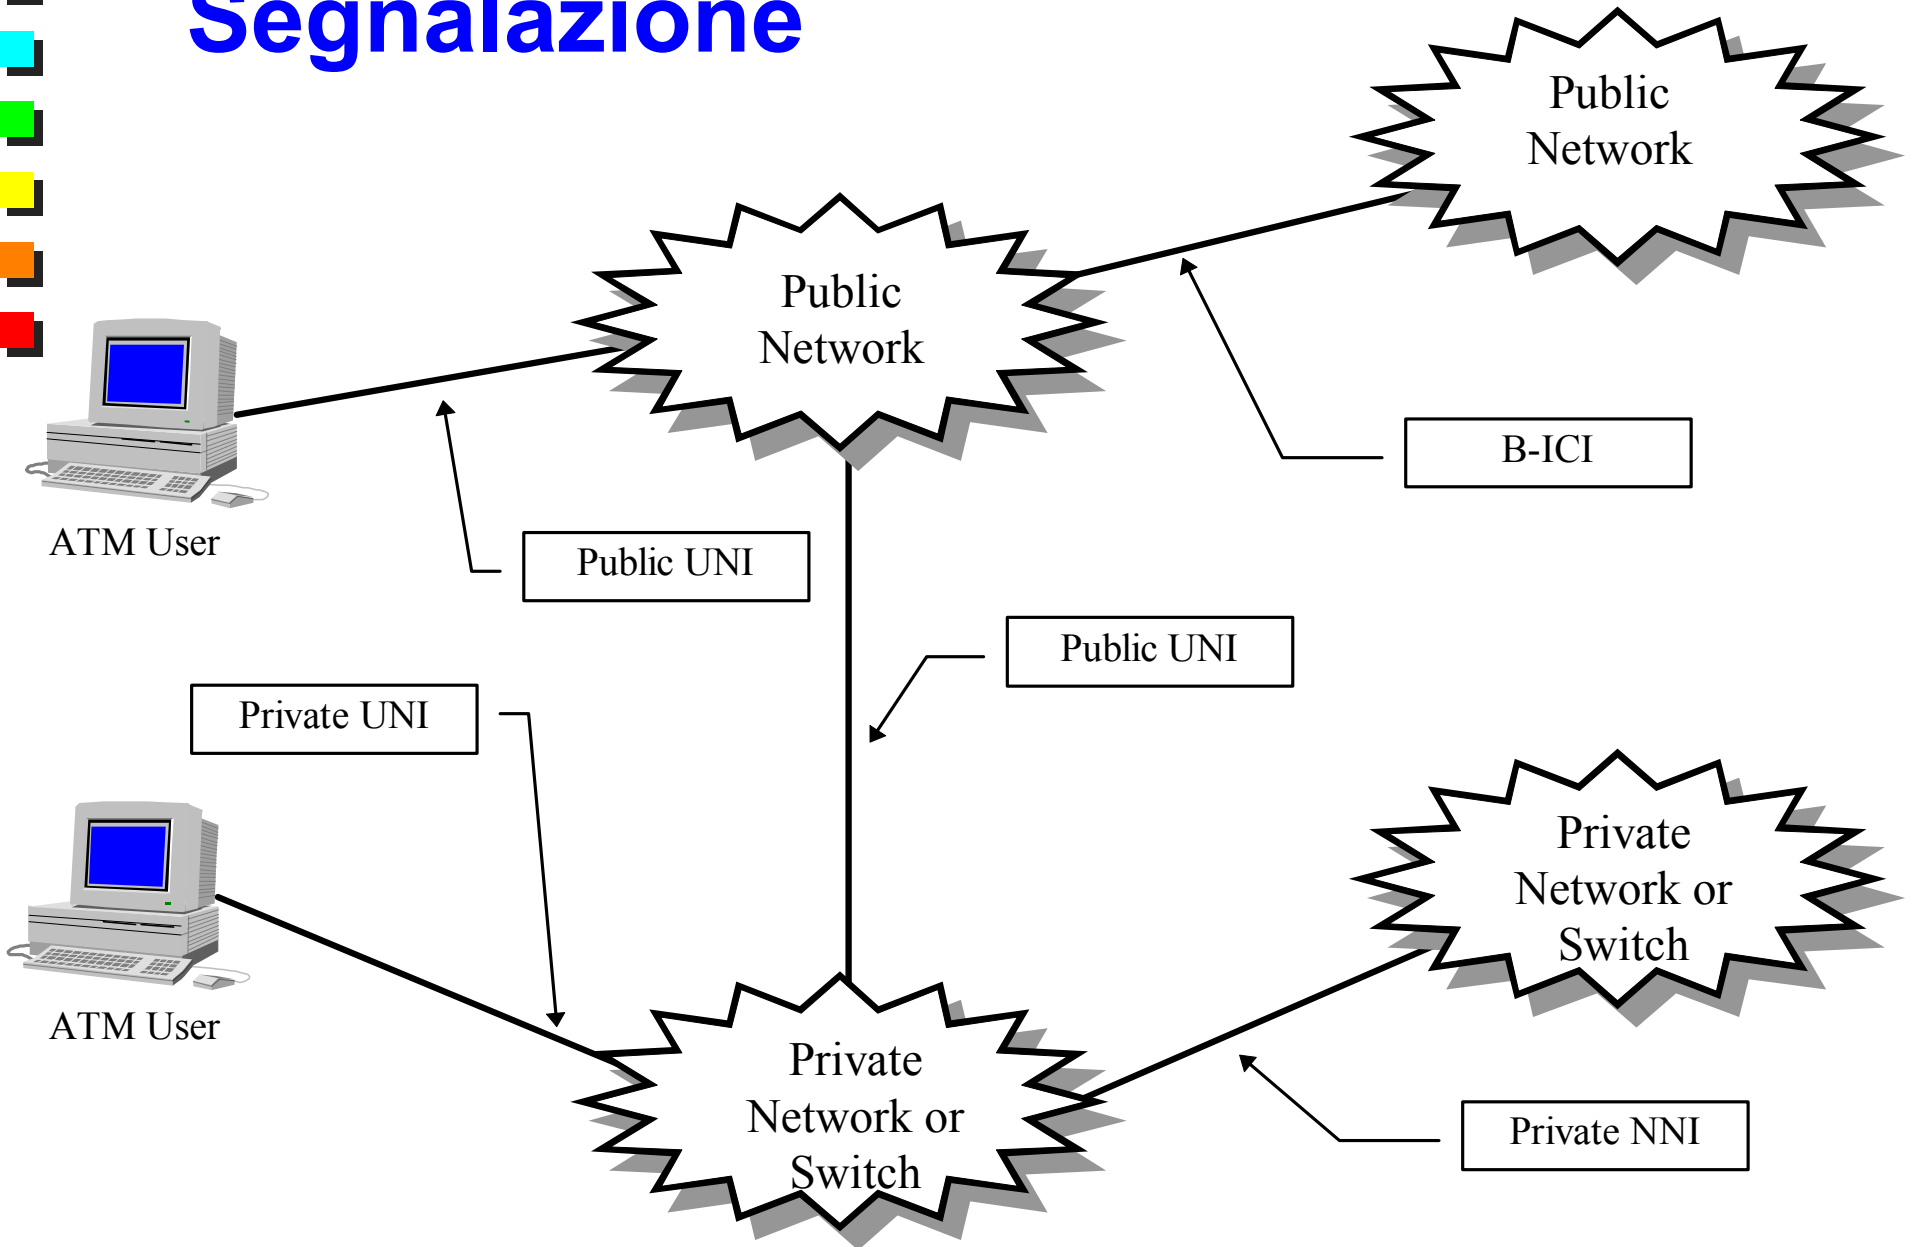 Segnalazione
Public
Network
Public
Network
B-ICI
ATM User
Public UNI
Public UNI
Private UNI
Private
Network or
Switch
ATM User
Private
Network or
Switch
Private NNI